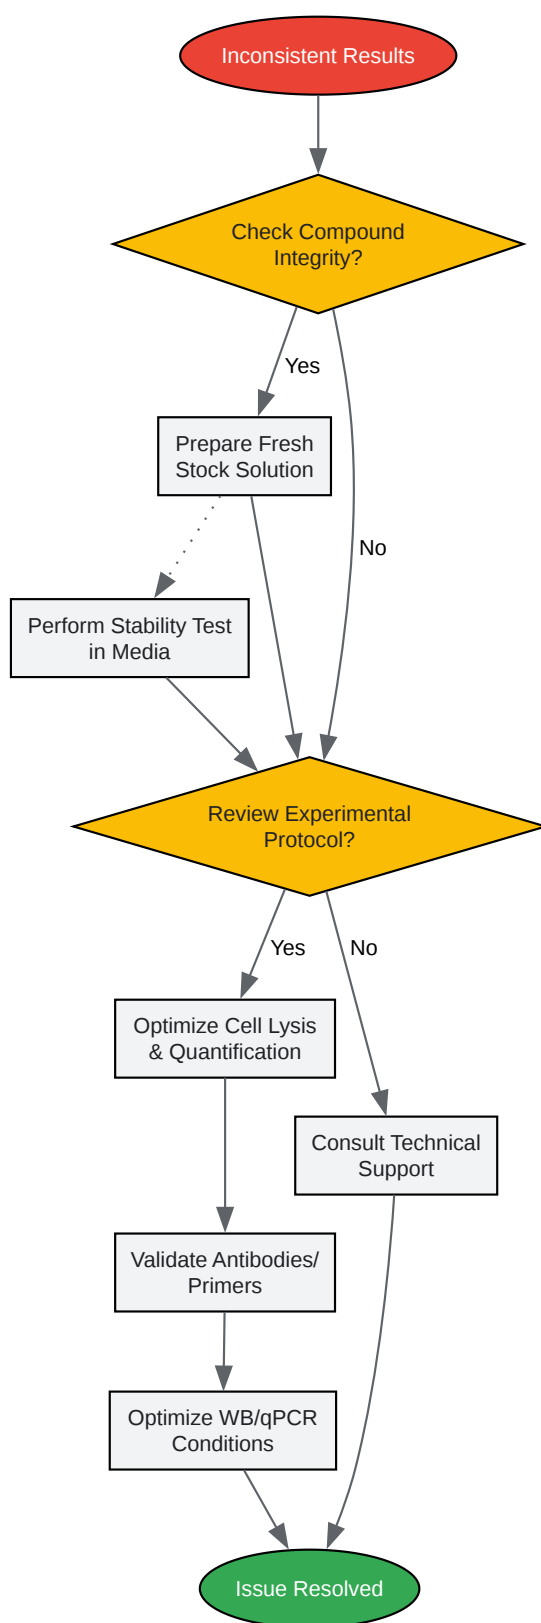 Inconsistent Results
Check Compound
Integrity?
Yes
Prepare Fresh
Stock Solution
No
Perform Stability Test
in Media
Review Experimental
Protocol?
Yes
No
Optimize Cell Lysis
& Quantification
Consult Technical
Support
Validate Antibodies/
Primers
Optimize WB/qPCR
Conditions
Issue Resolved